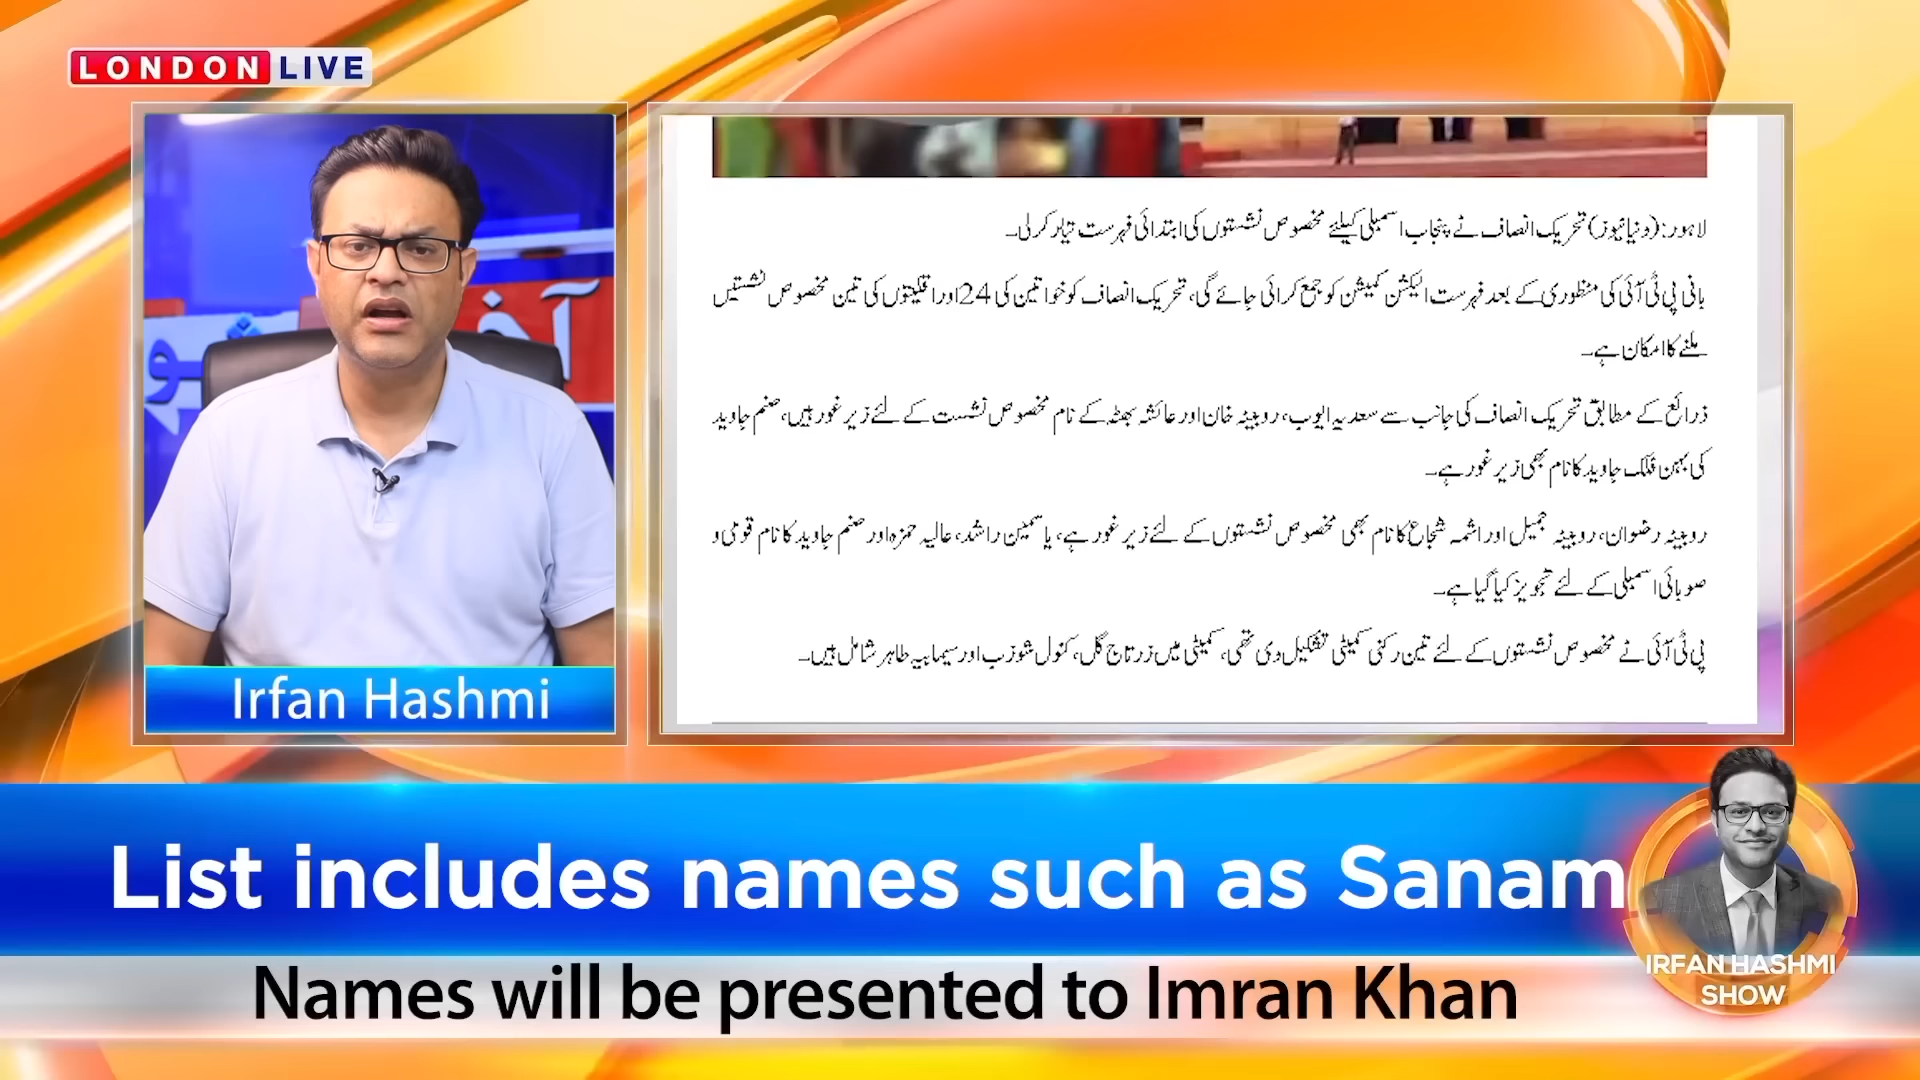 LONDON LIVE
لاہور: (دنیا نیوز) تحریک انصاف نے پنجاب اسمبلی کیلئے مخصوص نشستوں کی ابتدائی فہرست تیار کر لی۔
بانی پی ٹی آئی کی منظوری کے بعد فہرست الیکشن کمیشن کو جمع کرائی جائے گی، تحریک انصاف کو خواتین کی 24 اور اقلیتوں کی تین مخصوص نشستیں
ملنے کا امکان ہے۔
ذرائع کے مطابق تحریک انصاف کی جانب سے سعدیہ ایوب، روبینہ خان اور عائشہ بھٹہ کے نام مخصوص نشست کے لئے زیر غور ہیں، صنم جاوید
کی بہن فلک جاوید کا نام بھی زیر غور ہے۔
روبینہ رضوان، روبینہ جمیل اور اشمہ شجاع کا نام بھی مخصوص نشستوں کے لئے زیر غور ہے، یاسمین راشد، عالیہ حمزہ اور صنم جاوید کا نام قومی و
صوبائی اسمبلی کے لئے تجویز کیا گیا ہے۔
پی ٹی آئی نے مخصوص نشستوں کے لئے تین رکنی کمیٹی تشکیل دی تھی، کمیٹی میں زرتاج گل، کنول شوزب اور سیمابیہ طاہر شامل ہیں۔
Irfan Hashmi
List includes names such as Sanam
Names will be presented to Imran Khan
IRFAN HASHMI
SHOW